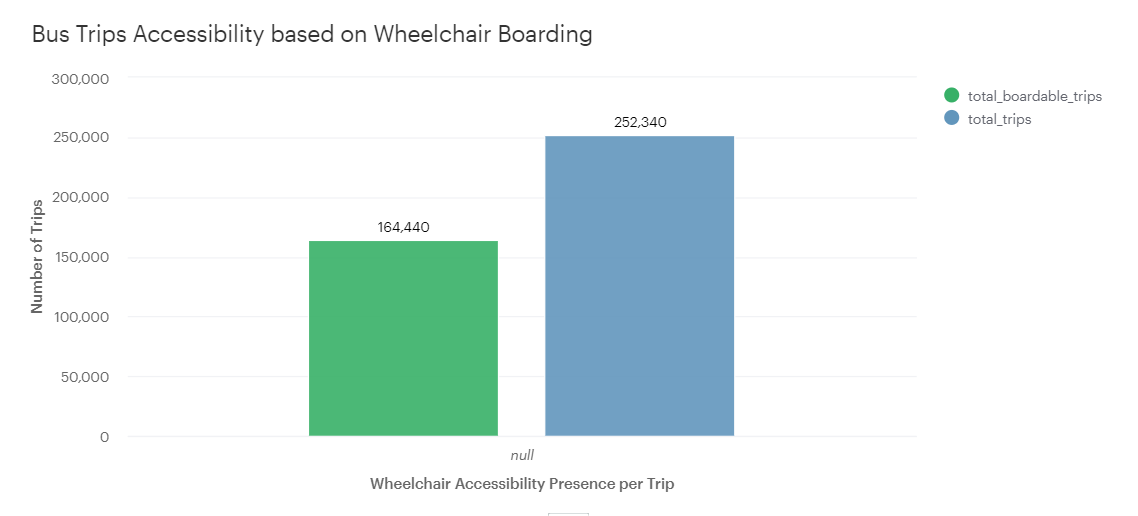 Bus Trips Accessibility based on Wheelchair Boarding
300,000
250,000
200,000
150,000
100,000
50,000
0
Number of Trips
164,440
252,340
null
Wheelchair Accessibility Presence per Trip
total_boardable_trips
total_trips